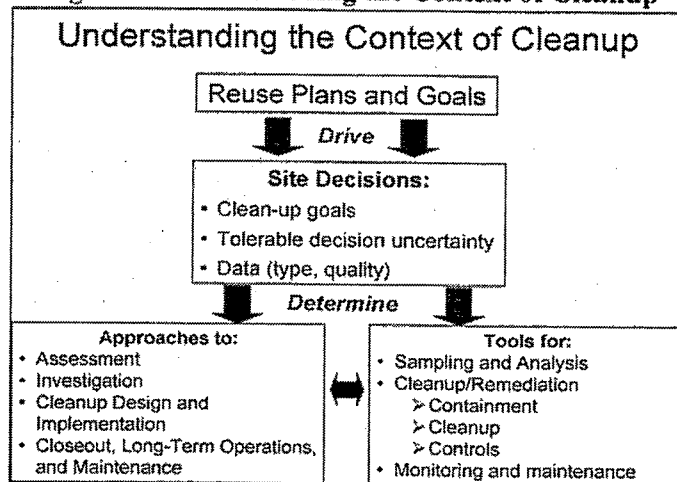 Understanding the Context of Cleanup
Reuse Plans and Goals
Drive
Site Decisions:
• Clean-up goals
• Tolerable decision uncertainty
• Data (type, quality)
Determine
Approaches to:
• Assessment
• Investigation
• Cleanup Design and
Implementation
• Closeout, Long-Term Operations,
and Maintenance
Tools for:
• Sampling and Analysis
• Cleanup/Remediation
➢ Containment
➢ Cleanup
➢ Controls
• Monitoring and maintenance